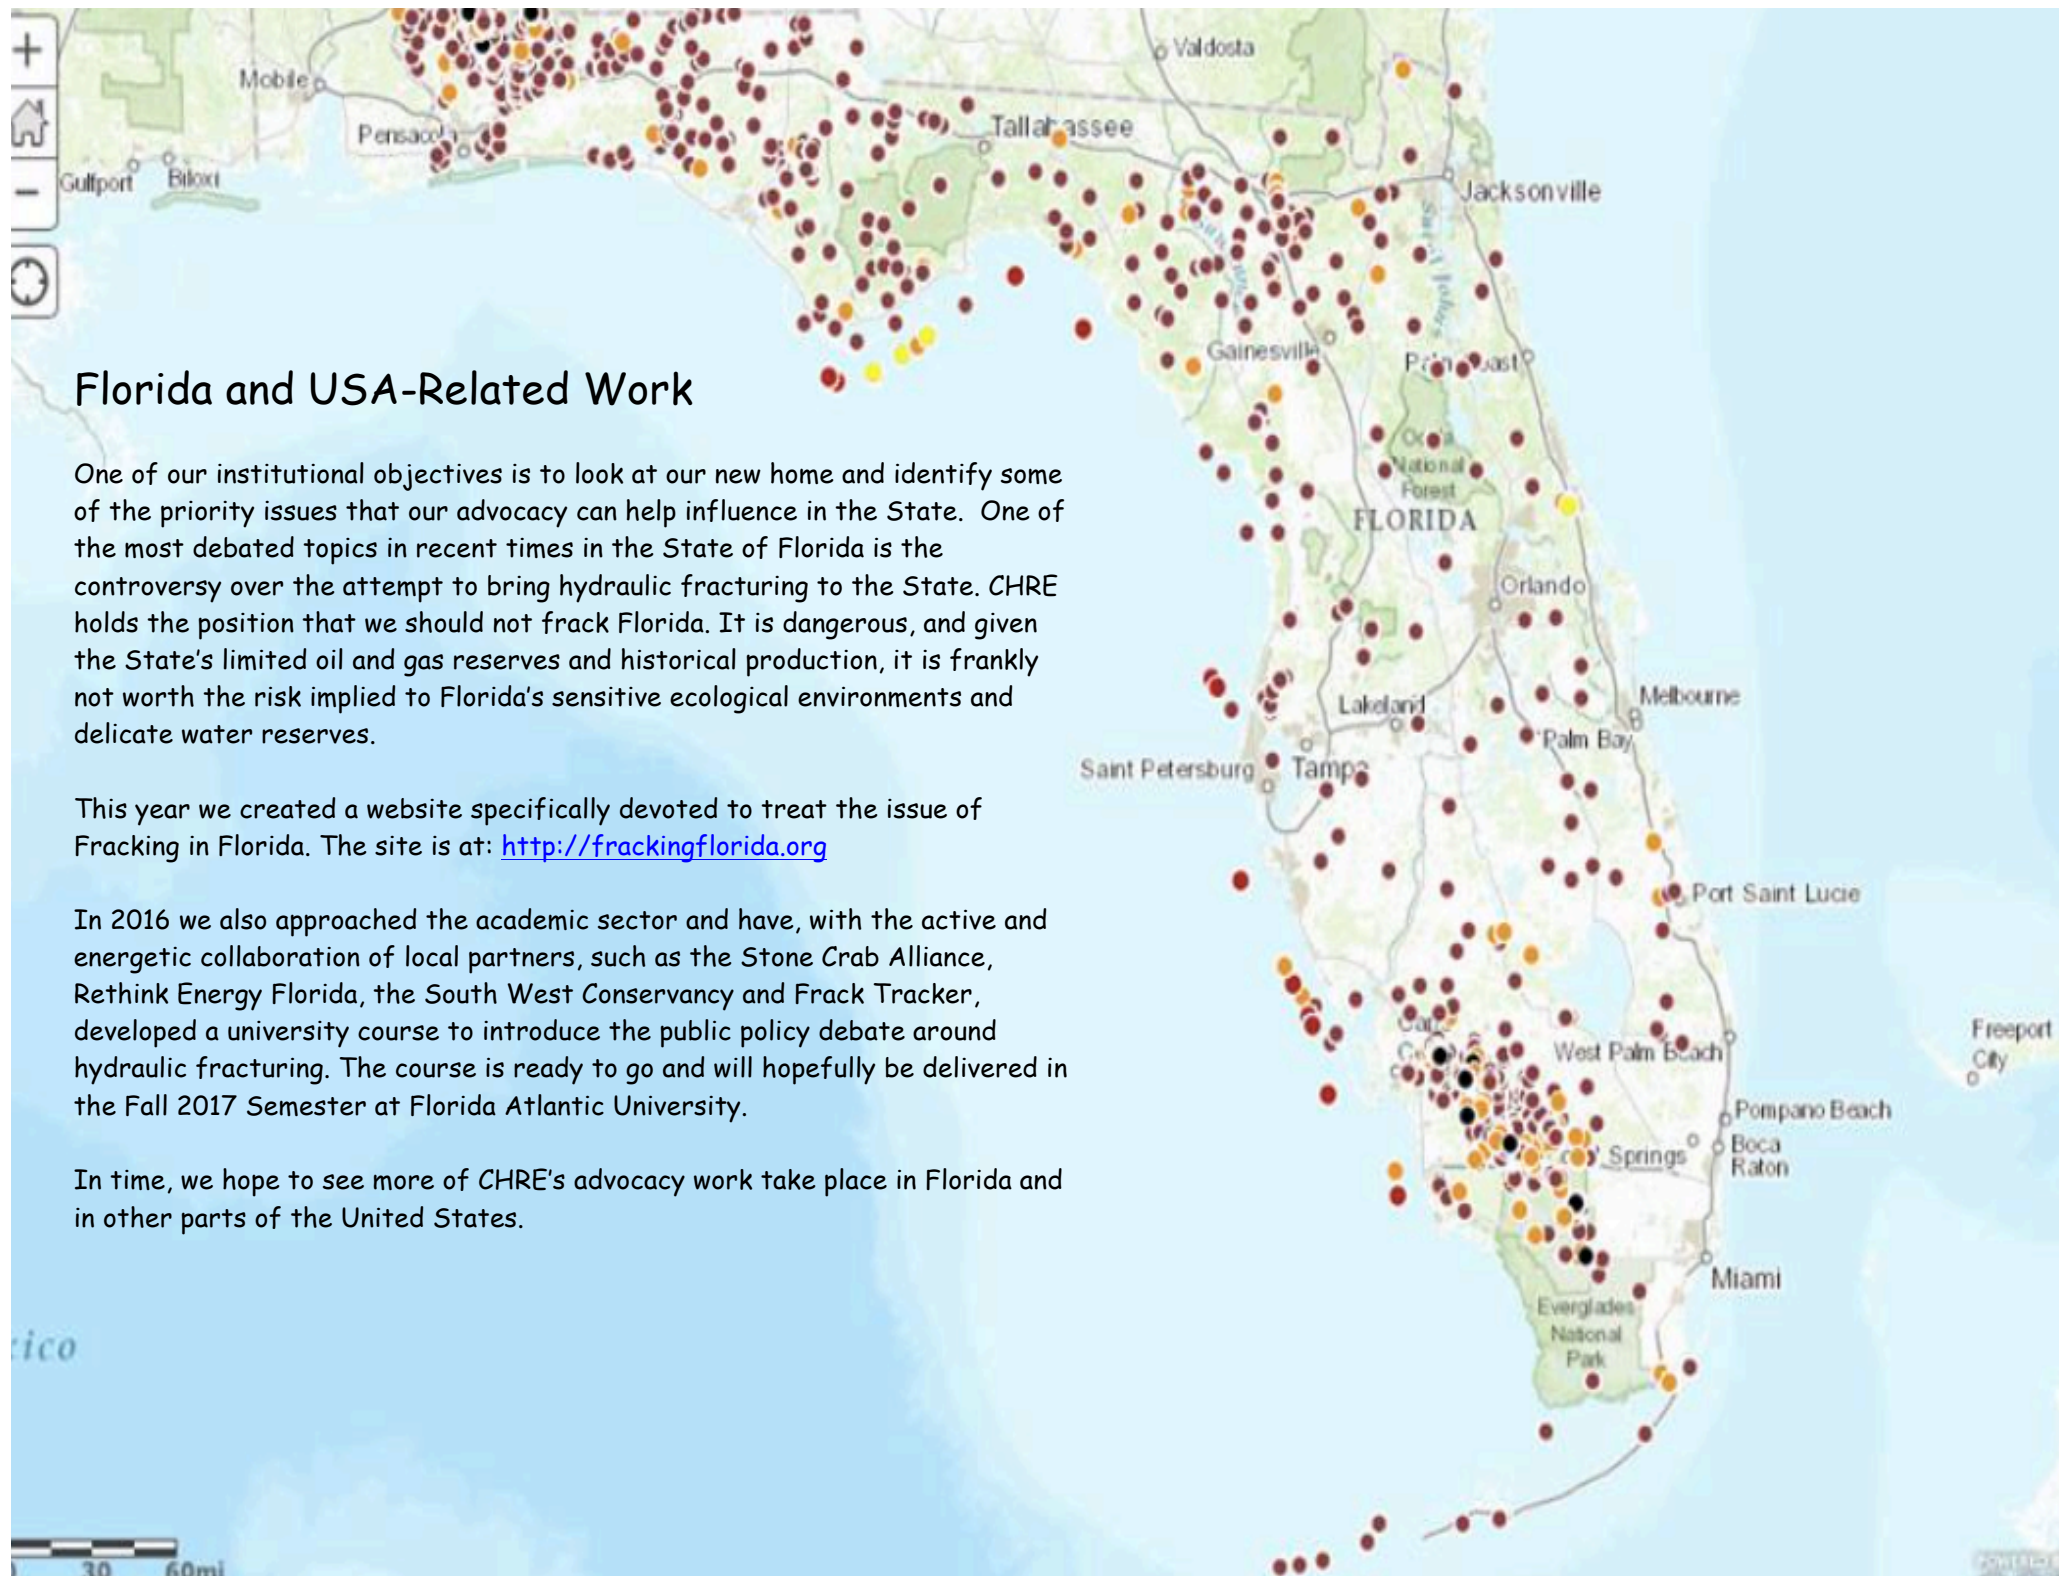 Valdosta
Mobile
Tallahassee
Pensacola
Gulfport
Biloxi
Jacksonville
Gainesville
Florida and USA-Related Work
One of our institutional objectives is to look at our new home and identify some
of the priority issues that our advocacy can help influence in the State.  One of
the most debated topics in recent times in the State of Florida is the
controversy over the attempt to bring hydraulic fracturing to the State. CHRE
holds the position that we should not frack Florida. It is dangerous, and given
the State's limited oil and gas reserves and historical production, it is frankly
not worth the risk implied to Florida's sensitive ecological environments and
delicate water reserves.
This year we created a website specifically devoted to treat the issue of
Fracking in Florida. The site is at: http://frackingflorida.org
In 2016 we also approached the academic sector and have, with the active and
energetic collaboration of local partners, such as the Stone Crab Alliance,
Rethink Energy Florida, the South West Conservancy and Frack Tracker,
developed a university course to introduce the public policy debate around
hydraulic fracturing. The course is ready to go and will hopefully be delivered in
the Fall 2017 Semester at Florida Atlantic University.
In time, we hope to see more of CHRE's advocacy work take place in Florida and
in other parts of the United States.
National
Forest
FLORIDA
Orlando
Lakeland
Melbourne
Palm Bay
Saint Petersburg
Tampa
Port Saint Lucie
West Palm Beach
Freeport
City
Pompano Beach
Boca
Raton
Springs
Miami
Everglades
National
Park
ico
30
60mi